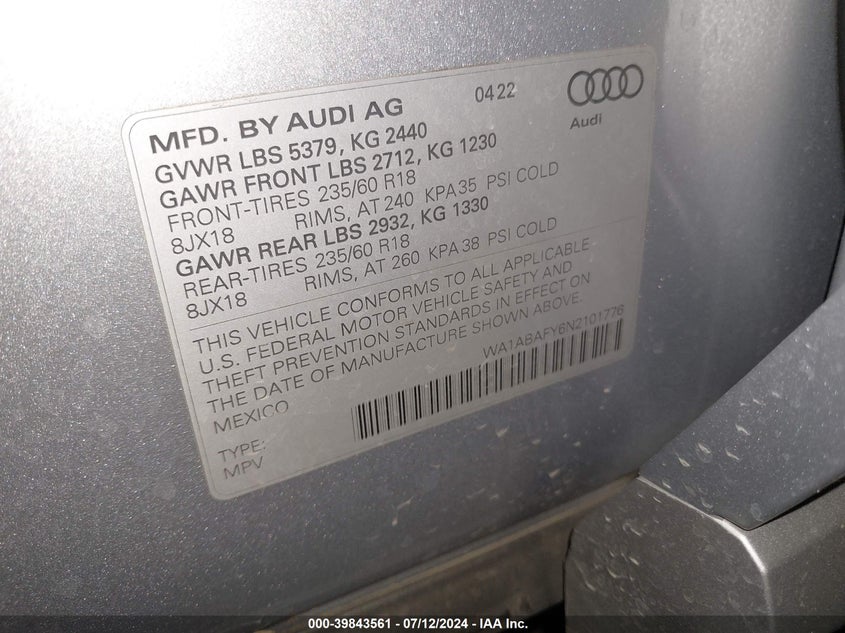 MFD. BY AUDI AG 04 22
Audi
GVWR LBS 5379, KG 2440
GAWR FRONT LBS 2712, KG 1230
FRONT-TIRES 235/60 R18
8JX18 RIMS, AT 240 KPA 35 PSI COLD
GAWR REAR LBS 2932, KG 1330
REAR-TIRES 235/60 R18
8JX18 RIMS, AT 260 KPA 38 PSI COLD
THIS VEHICLE CONFORMS TO ALL APPLICABLE
U.S. FEDERAL MOTOR VEHICLE SAFETY AND
THEFT PREVENTION STANDARDS IN EFFECT ON
THE DATE OF MANUFACTURE SHOWN ABOVE.
MEXICO WA1ABAFY6N2101776
TYPE:
MPV
000-39843561 - 07/12/2024 - IAA Inc.